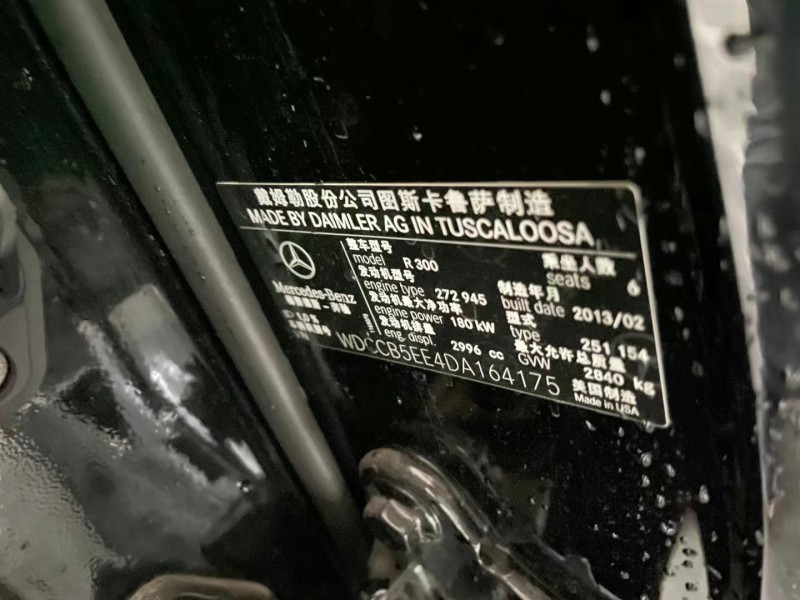 戴姆勒股份公司图斯卡鲁萨制造
MADE BY DAIMLER AG IN TUSCALOOSA
Mercedes-Benz
整车型号
model R 300
发动机型号
engine type 272 945
发动机最大净功率
engine power 180 kW
发动机排量
eng. displ. 2996 cc
乘坐人数
seats 6
制造年月
built date 2013/02
型式
type 251 154
最大允许总质量
GVW 2840 kg
WDCCB5EE4DA164175
美国制造
Made in USA